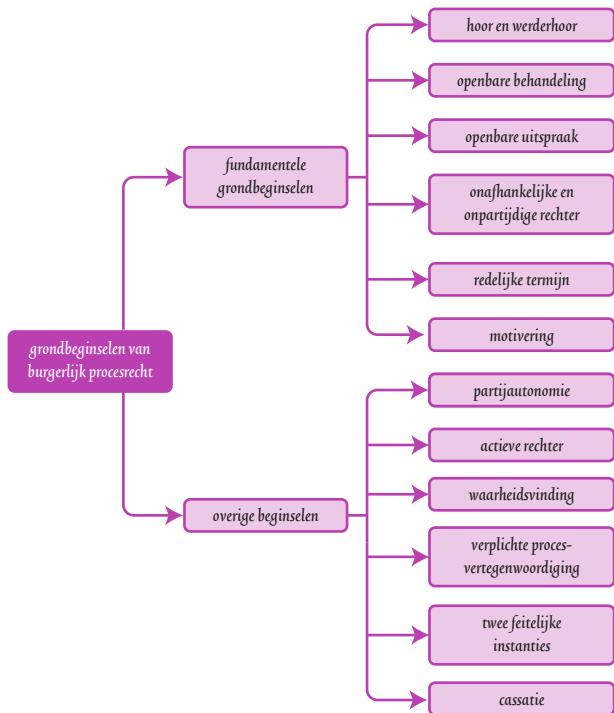 grondbeginselen van
burgerlijk procesrecht
fundamentele
grondbeginselen
hoor en werderhoor
openbare behandeling
openbare uitspraak
onafhankelijke en
onpartijdige rechter
redelijke termijn
motivering
overige beginselen
partijautonomie
actieve rechter
waarheidsvinding
verplichte proces-
vertegenwoordiging
twee feitelijke
instanties
cassatie